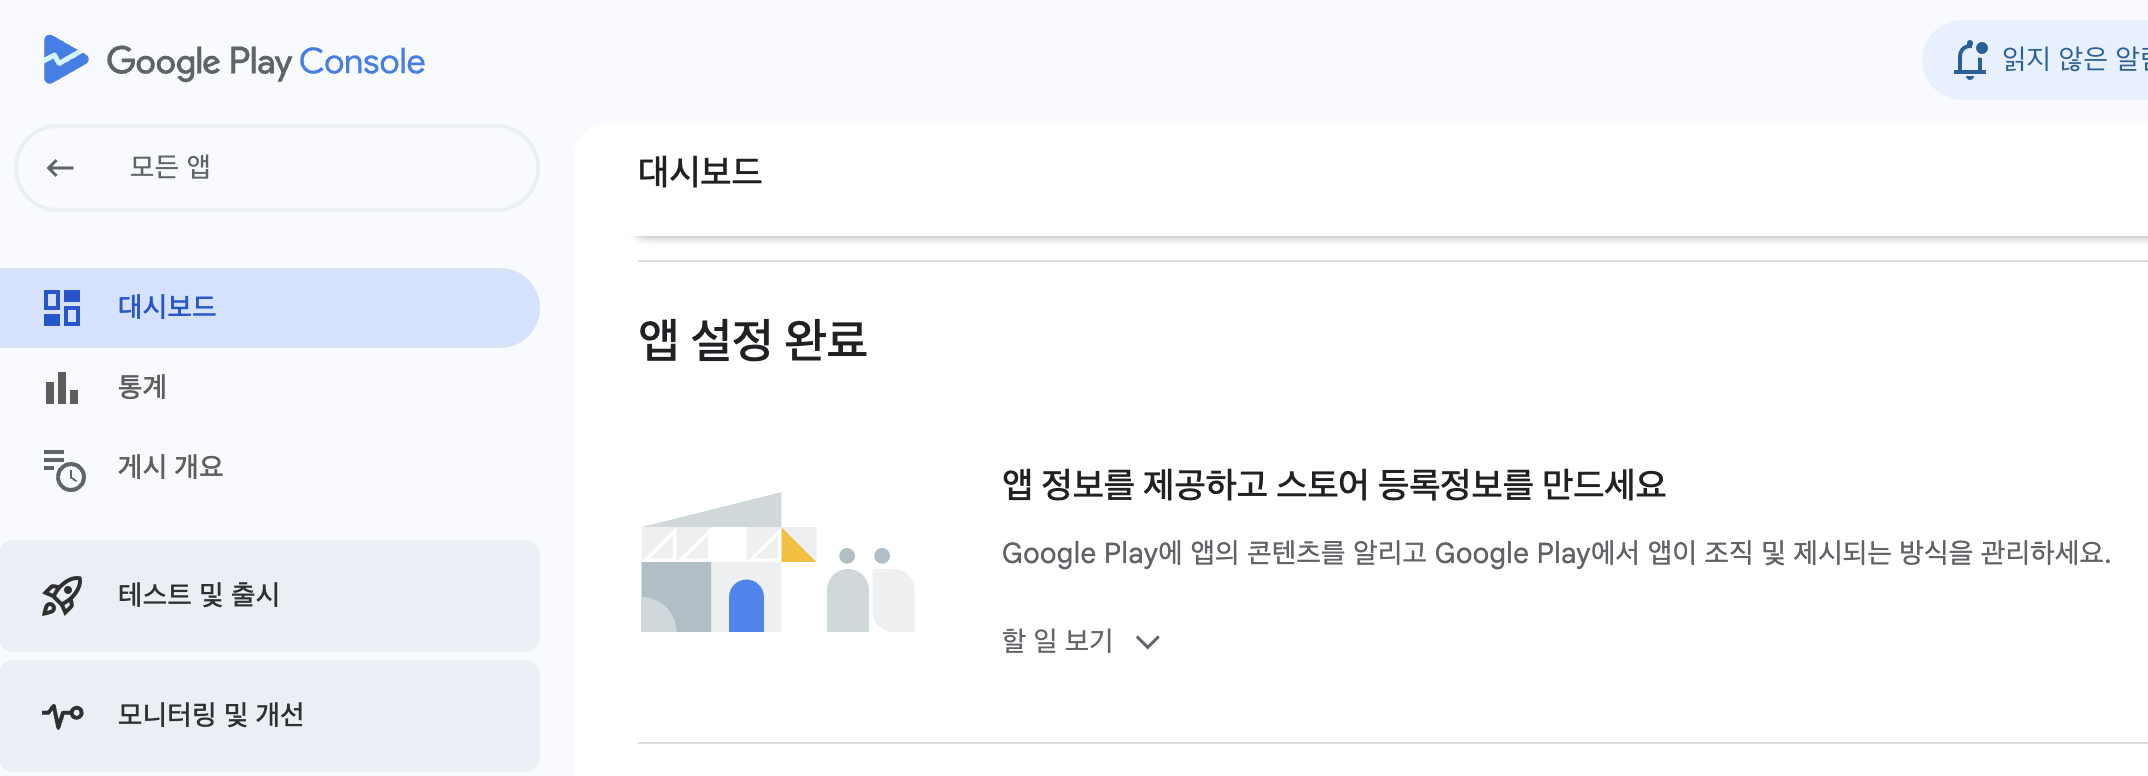 Google Play Console
읽지 않은
모든 앱
대시보드
대시보드
통계
게시 개요
테스트 및 출시
모니터링 및 개선
앱 설정 완료
앱 정보를 제공하고 스토어 등록정보를 만드세요
Google Play에 앱의 콘텐츠를 알리고 Google Play에서 앱이 조직 및 제시되는 방식을 관리하세요.
할 일 보기